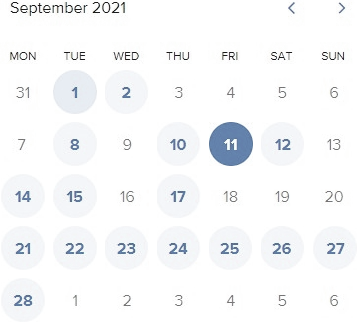 September 2021
MON TUE WED THU FRI SAT SUN
31 1 2 3 4 5 6
7 8 9 10 11 12 13
14 15 16 17 18 19 20
21 22 23 24 25 26 27
28 1 2 3 4 5 6